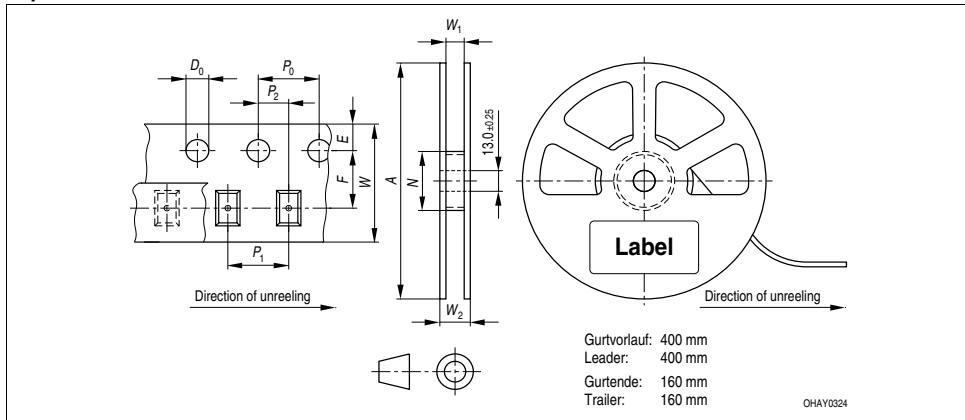 W1
D0
P0
P2
E
F
W
A
N
13.0±0.25
P1
W2
Label
Direction of unreeling
Direction of unreeling
Gurtvorlauf: 400 mm
Leader: 400 mm
Gurtende: 160 mm
Trailer: 160 mm
OHAY0324